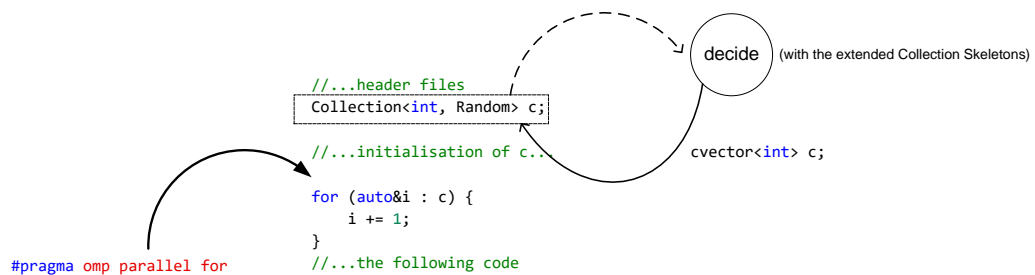 decide
(with the extended Collection Skeletons)
//...header files
Collection<int, Random> c;
//...initialisation of c...
cvector<int> c;
for (auto&i : c) {
i += 1;
}
#pragma omp parallel for
//...the following code